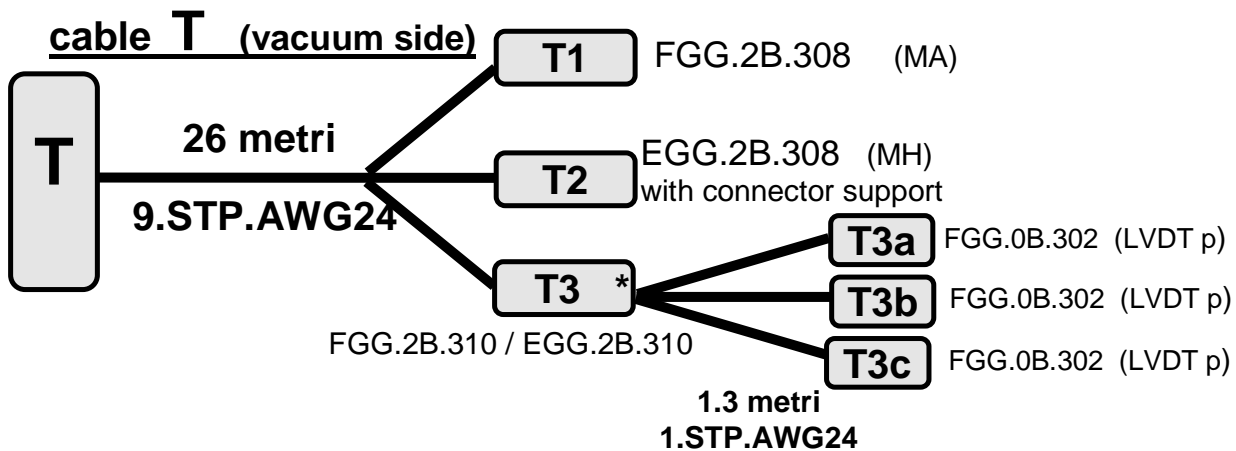 cable T (vacuum side)
T
26 metri
9.STP.AWG24
T1 FGG.2B.308 (MA)
T2 EGG.2B.308 (MH)
with connector support
T3 *
FGG.2B.310 / EGG.2B.310
T3a FGG.0B.302 (LVDT p)
T3b FGG.0B.302 (LVDT p)
T3c FGG.0B.302 (LVDT p)
1.3 metri
1.STP.AWG24